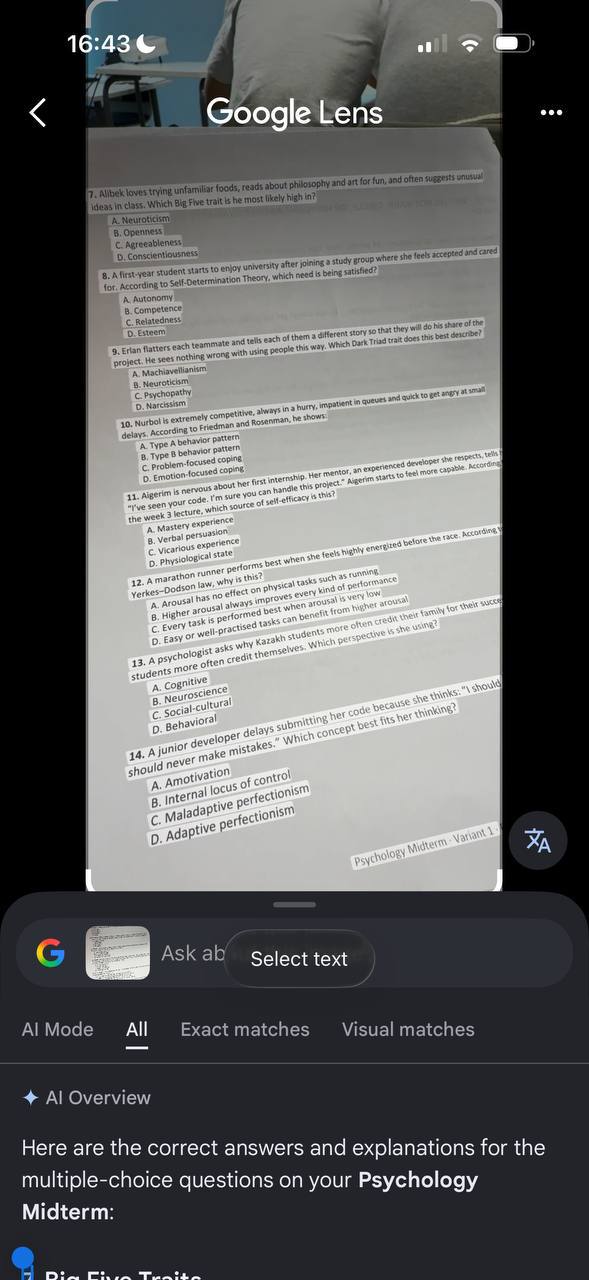 16:43
Google Lens
7. Alibek loves trying unfamiliar foods, reads about philosophy and art for fun, and often suggests unusual
ideas in class. Which Big Five trait is he most likely high in?
A. Neuroticism
B. Openness
C. Agreeableness
D. Conscientiousness
8. A first-year student starts to enjoy university after joining a study group where she feels accepted and cared
for. According to Self-Determination Theory, which need is being satisfied?
A. Autonomy
B. Competence
C. Relatedness
D. Esteem
9. Erlan flatters each teammate and tells each of them a different story so that they will do his share of the
project. He sees nothing wrong with using people this way. Which Dark Triad trait does this best describe?
A. Machiavellianism
B. Neuroticism
C. Psychopathy
D. Narcissism
10. Nurbol is extremely competitive, always in a hurry, impatient in queues and quick to get angry at small
delays. According to Friedman and Rosenman, he shows:
A. Type A behavior pattern
B. Type B behavior pattern
C. Problem-focused coping
D. Emotion-focused coping
11. Aigerim is nervous about her first internship. Her mentor, an experienced developer she respects, tells
"I've seen your code. I'm sure you can handle this project." Aigerim starts to feel more capable. According
the week 3 lecture, which source of self-efficacy is this?
A. Mastery experience
B. Verbal persuasion
C. Vicarious experience
D. Physiological state
12. A marathon runner performs best when she feels highly energized before the race. According
Yerkes–Dodson law, why is this?
A. Arousal has no effect on physical tasks such as running
B. Higher arousal always improves every kind of performance
C. Every task is performed best when arousal is very low
D. Easy or well-practised tasks can benefit from higher arousal
13. A psychologist asks why Kazakh students more often credit their family for their succe
students more often credit themselves. Which perspective is she using?
A. Cognitive
B. Neuroscience
C. Social-cultural
D. Behavioral
14. A junior developer delays submitting her code because she thinks: "I should
should never make mistakes." Which concept best fits her thinking?
A. Amotivation
B. Internal locus of control
C. Maladaptive perfectionism
D. Adaptive perfectionism
Psychology Midterm · Variant 1 ·
Ask ab
Select text
AI Mode All Exact matches Visual matches
AI Overview
Here are the correct answers and explanations for the
multiple-choice questions on your Psychology
Midterm:
Big Five Traits